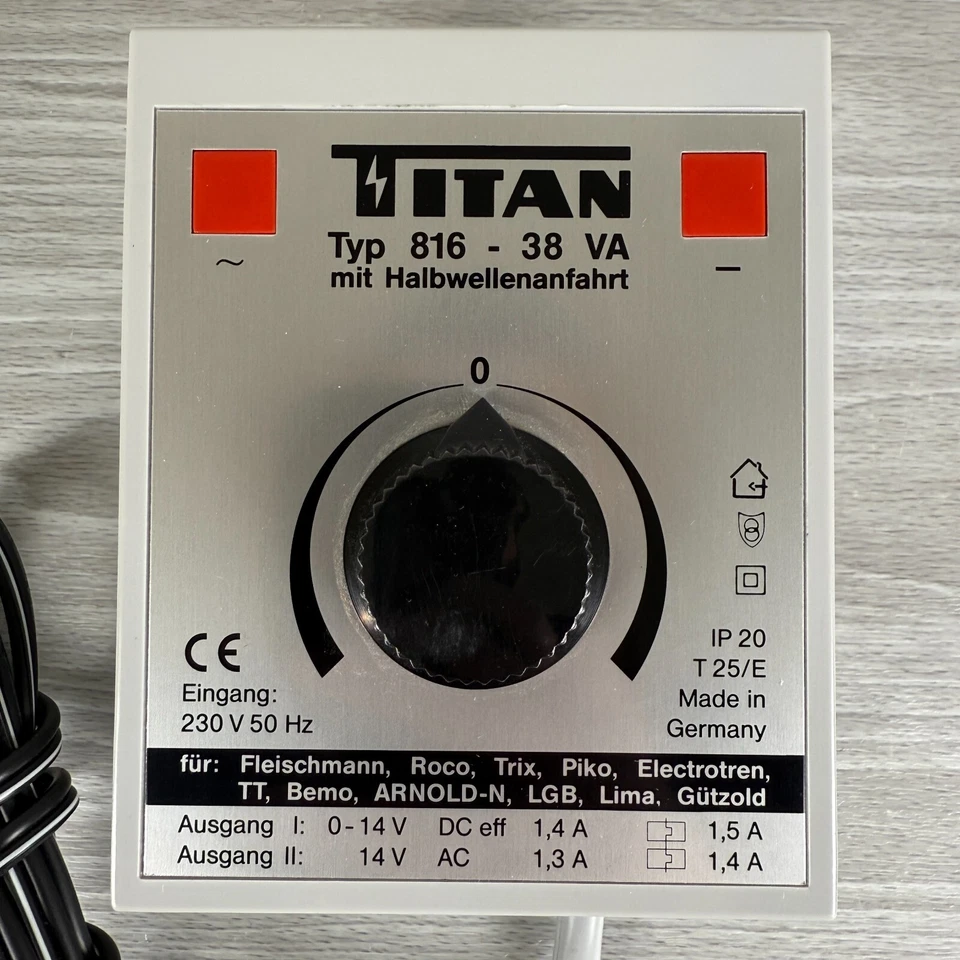 TITAN
Typ 816 - 38 VA
mit Halbwellenanfahrt
~
–
0
CE
Eingang:
230 V 50 Hz
IP 20
T 25/E
Made in
Germany
für: Fleischmann, Roco, Trix, Piko, Electrotren,
TT, Bemo, ARNOLD-N, LGB, Lima, Gützold
Ausgang I: 0-14 V DC eff 1,4 A 1,5 A
Ausgang II: 14 V AC 1,3 A 1,4 A